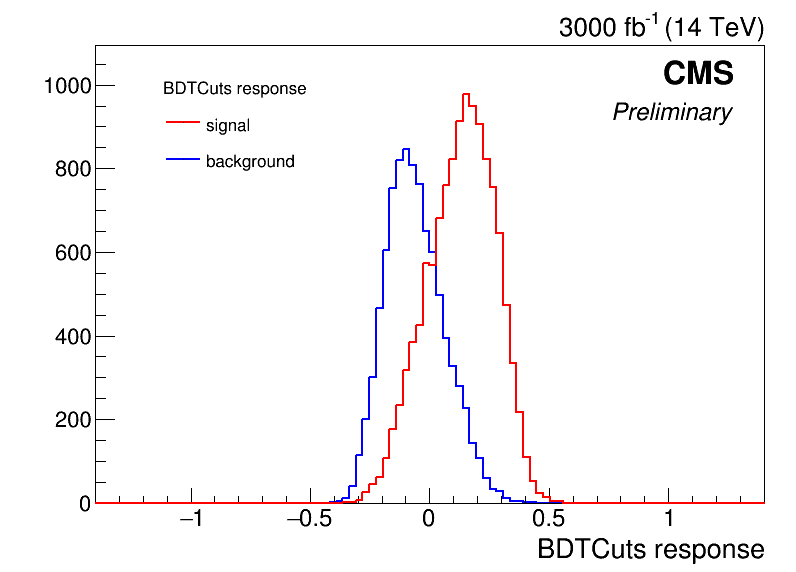 3000 fb-1 (14 TeV)
CMS
Preliminary
BDTCuts response
signal
background
1000
800
600
400
200
0
−1 −0.5 0 0.5 1
BDTCuts response